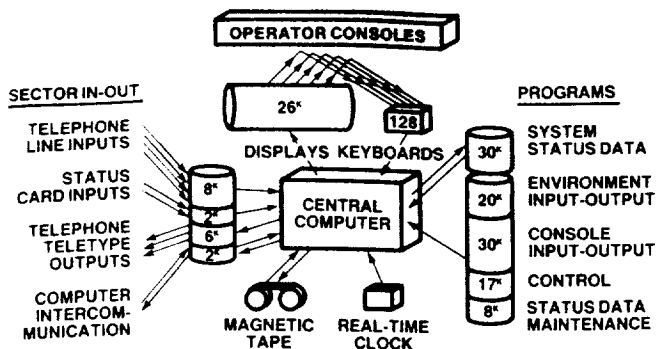 OPERATOR CONSOLES
SECTOR IN-OUT
TELEPHONE
LINE INPUTS
STATUS
CARD INPUTS
TELEPHONE
TELETYPE
OUTPUTS
COMPUTER
INTERCOM-
MUNICATION
8ᴷ
2ᴷ
6ᴷ
2ᴷ
26ᴷ
128
DISPLAYS KEYBOARDS
CENTRAL
COMPUTER
MAGNETIC
TAPE
REAL-TIME
CLOCK
PROGRAMS
30ᴷ
SYSTEM
STATUS DATA
20ᴷ
ENVIRONMENT
INPUT-OUTPUT
30ᴷ
CONSOLE
INPUT-OUTPUT
17ᴷ
CONTROL
8ᴷ
STATUS DATA
MAINTENANCE